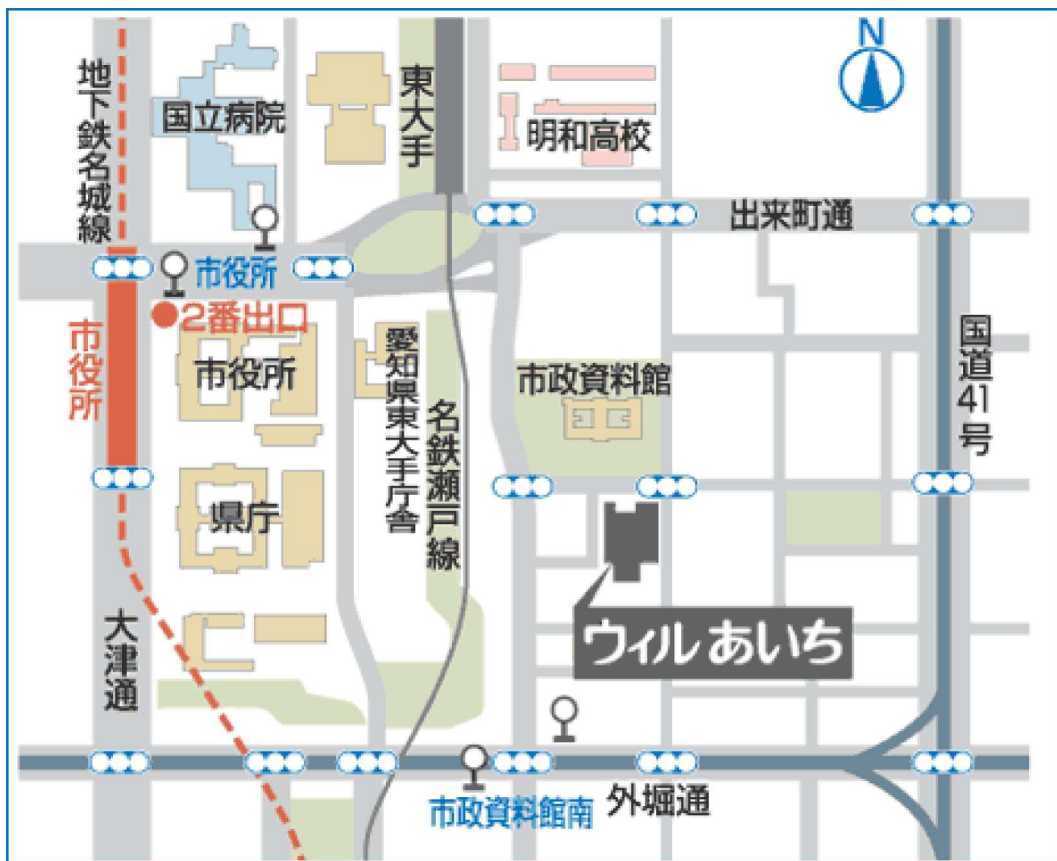 N
地下鉄名城線
国立病院
東大手
明和高校
出来町通
市役所
2番出口
市役所
市役所
愛知県東大手庁舎
名鉄瀬戸線
市政資料館
国道41号
県庁
大津通
ウィルあいち
市政資料館南
外堀通